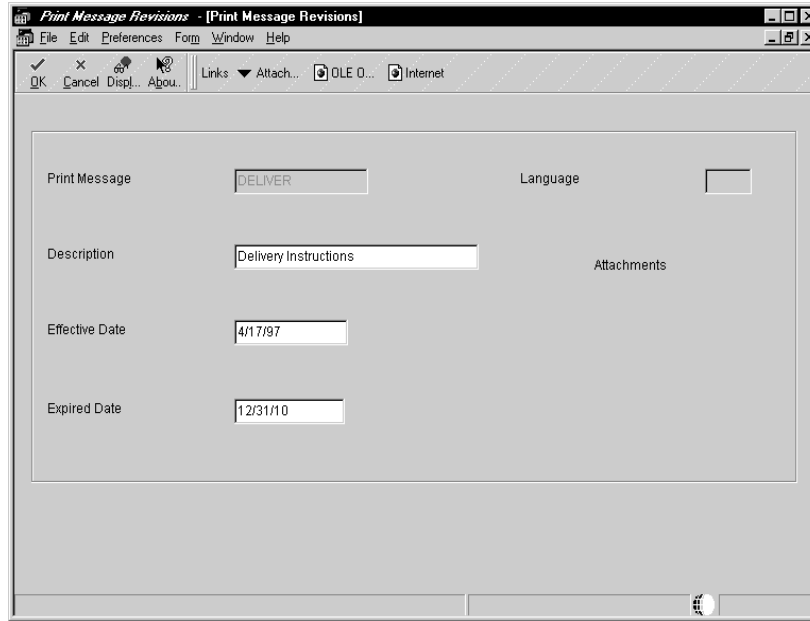 Print Message Revisions - [Print Message Revisions]
File Edit Preferences Form Window Help
OK Cancel Displ... Abou.. Links Attach... OLE O... Internet
Print Message DELIVER Language
Description Delivery Instructions Attachments
Effective Date 4/17/97
Expired Date 12/31/10